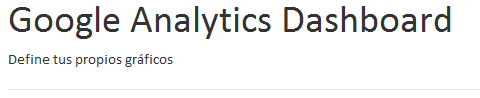 Google Analytics Dashboard
Define tus propios gráficos